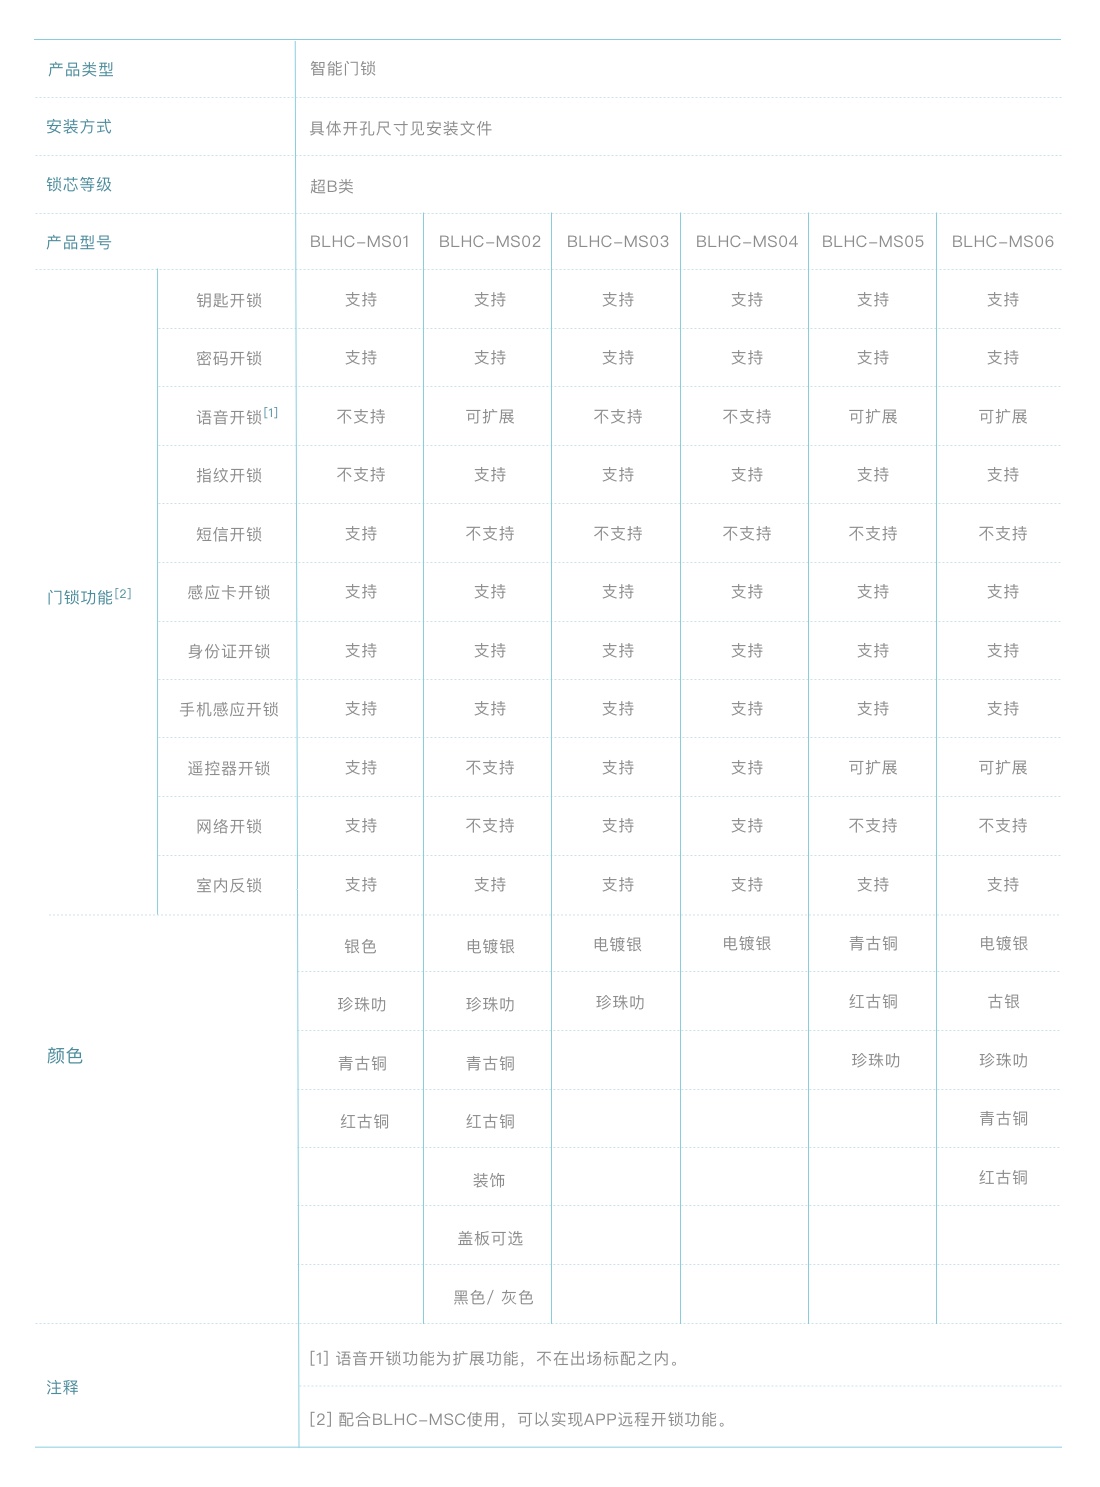 产品类型 智能门锁
安装方式 具体开孔尺寸见安装文件
锁芯等级 超B类
产品型号 BLHC-MS01 BLHC-MS02 BLHC-MS03 BLHC-MS04 BLHC-MS05 BLHC-MS06
钥匙开锁 支持 支持 支持 支持 支持 支持
密码开锁 支持 支持 支持 支持 支持 支持
语音开锁[1] 不支持 可扩展 不支持 不支持 可扩展 可扩展
指纹开锁 不支持 支持 支持 支持 支持 支持
短信开锁 支持 不支持 不支持 不支持 不支持 不支持
门锁功能[2] 感应卡开锁 支持 支持 支持 支持 支持 支持
身份证开锁 支持 支持 支持 支持 支持 支持
手机感应开锁 支持 支持 支持 支持 支持 支持
遥控器开锁 支持 不支持 支持 支持 可扩展 可扩展
网络开锁 支持 不支持 支持 支持 不支持 不支持
室内反锁 支持 支持 支持 支持 支持 支持
银色 电镀银 电镀银 电镀银 青古铜 电镀银
珍珠叻 珍珠叻 珍珠叻 红古铜 古银
颜色 青古铜 青古铜 珍珠叻 珍珠叻
红古铜 红古铜 青古铜
装饰 红古铜
盖板可选
黑色/ 灰色
注释 [1] 语音开锁功能为扩展功能，不在出场标配之内。
[2] 配合BLHC-MSC使用，可以实现APP远程开锁功能。